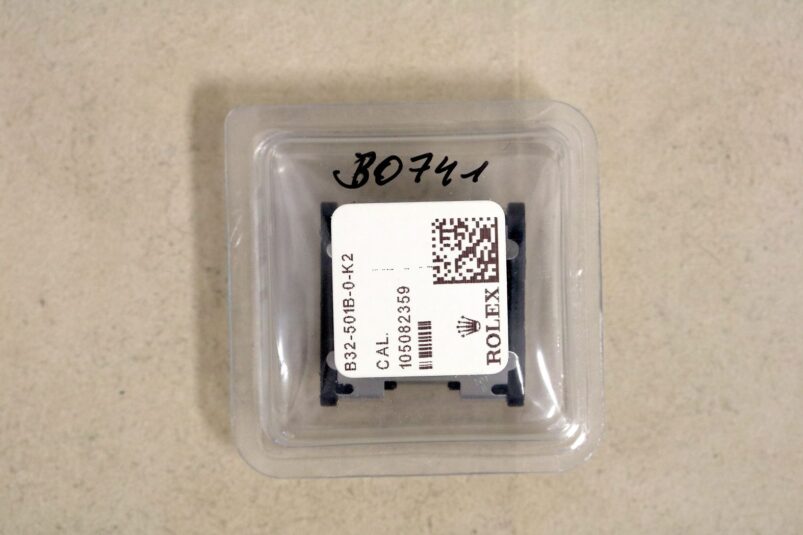 B0741
B32-501B-0-K2
CAL.
105082359
ROLEX